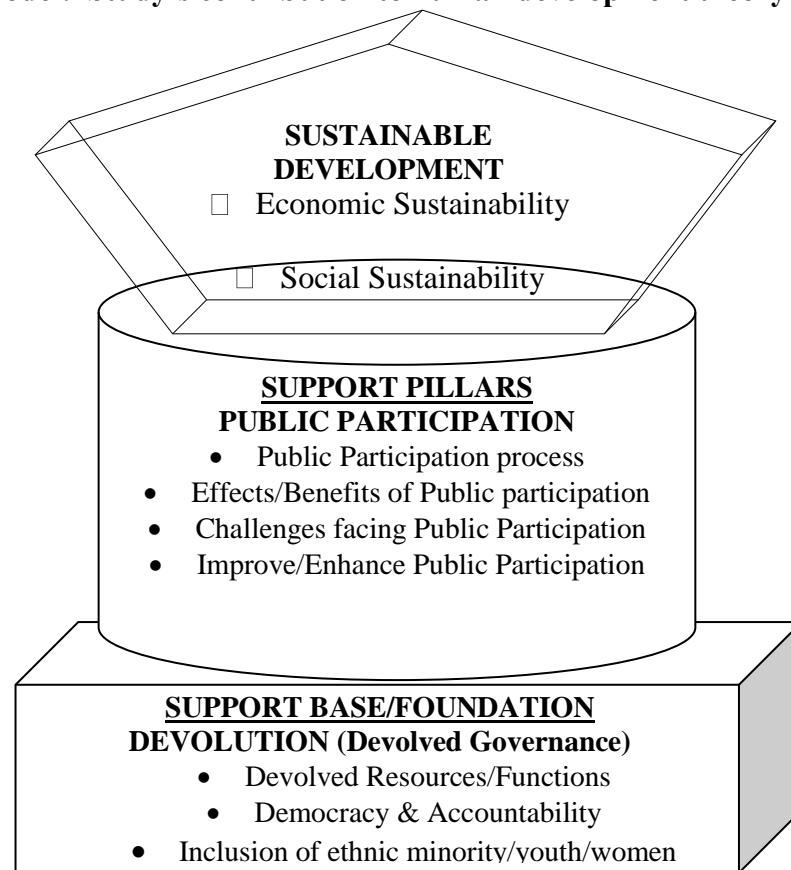 SUSTAINABLE
DEVELOPMENT
Economic Sustainability
Social Sustainability
SUPPORT PILLARS
PUBLIC PARTICIPATION
• Public Participation process
• Effects/Benefits of Public participation
• Challenges facing Public Participation
• Improve/Enhance Public Participation
SUPPORT BASE/FOUNDATION
DEVOLUTION (Devolved Governance)
• Devolved Resources/Functions
• Democracy & Accountability
• Inclusion of ethnic minority/youth/women